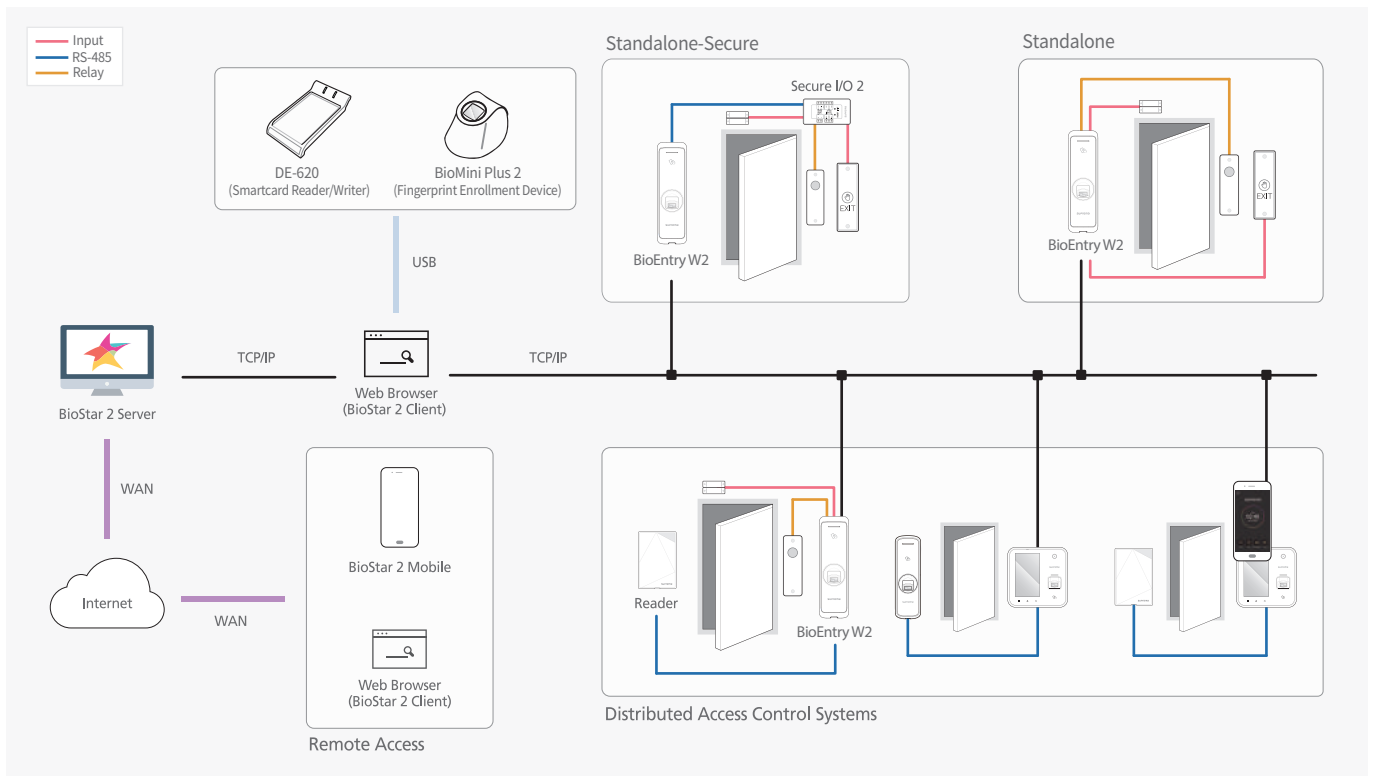 Input
RS-485
Relay
DE-620
(Smartcard Reader/Writer)
BioMini Plus 2
(Fingerprint Enrollment Device)
USB
Standalone-Secure
Secure I/O 2
EXIT
BioEntry W2
Standalone
EXIT
BioEntry W2
BioStar 2 Server
TCP/IP
Web Browser
(BioStar 2 Client)
TCP/IP
WAN
Internet
WAN
BioStar 2 Mobile
Web Browser
(BioStar 2 Client)
Remote Access
Reader
BioEntry W2
Distributed Access Control Systems